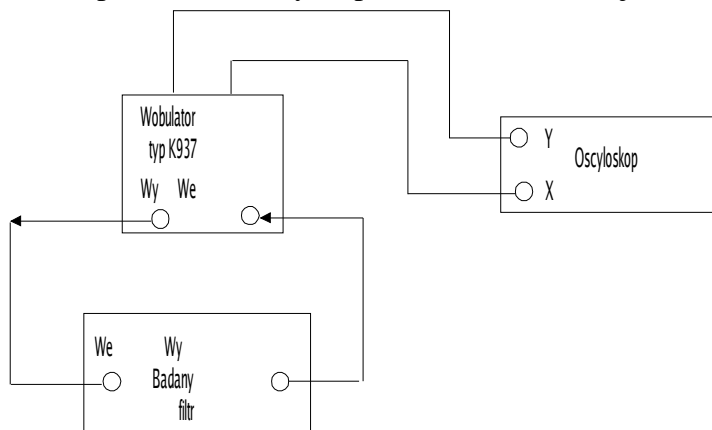 Wobulator
typ K937
Wy We
Y
Oscyloskop
X
We Wy
Badany
filtr